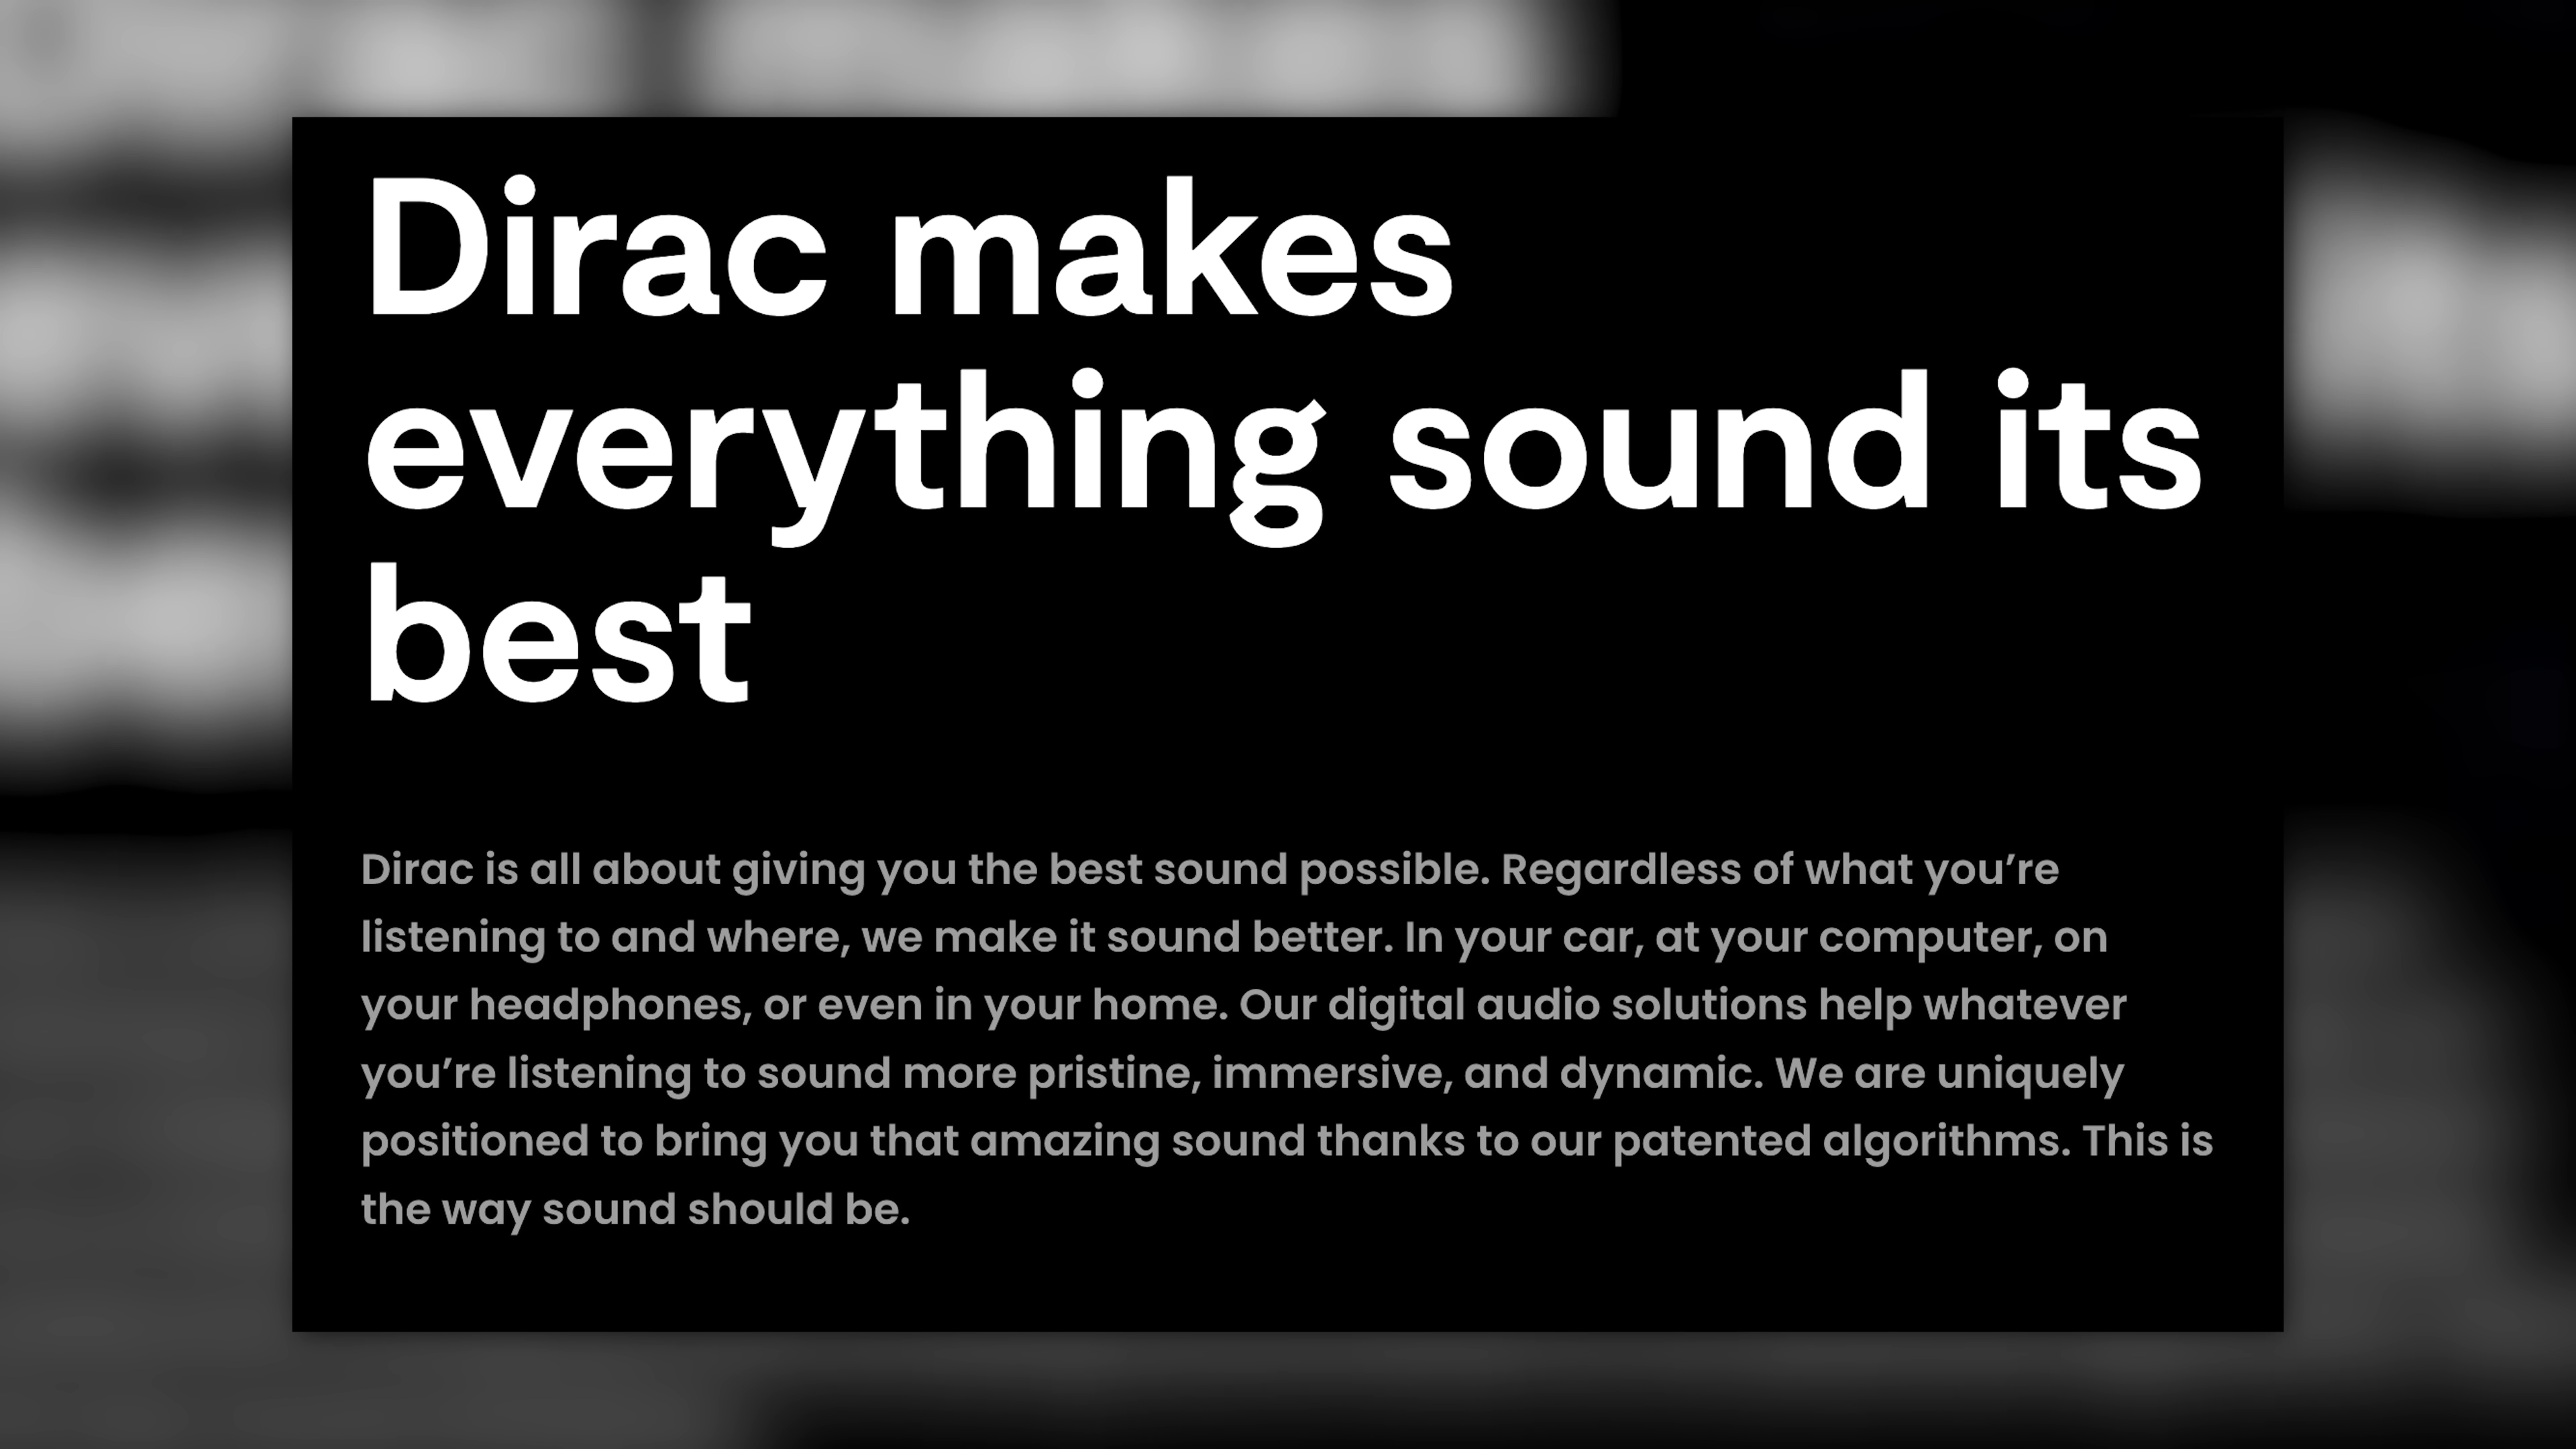 Dirac makes
everything sound its
best
Dirac is all about giving you the best sound possible. Regardless of what you’re
listening to and where, we make it sound better. In your car, at your computer, on
your headphones, or even in your home. Our digital audio solutions help whatever
you’re listening to sound more pristine, immersive, and dynamic. We are uniquely
positioned to bring you that amazing sound thanks to our patented algorithms. This is
the way sound should be.